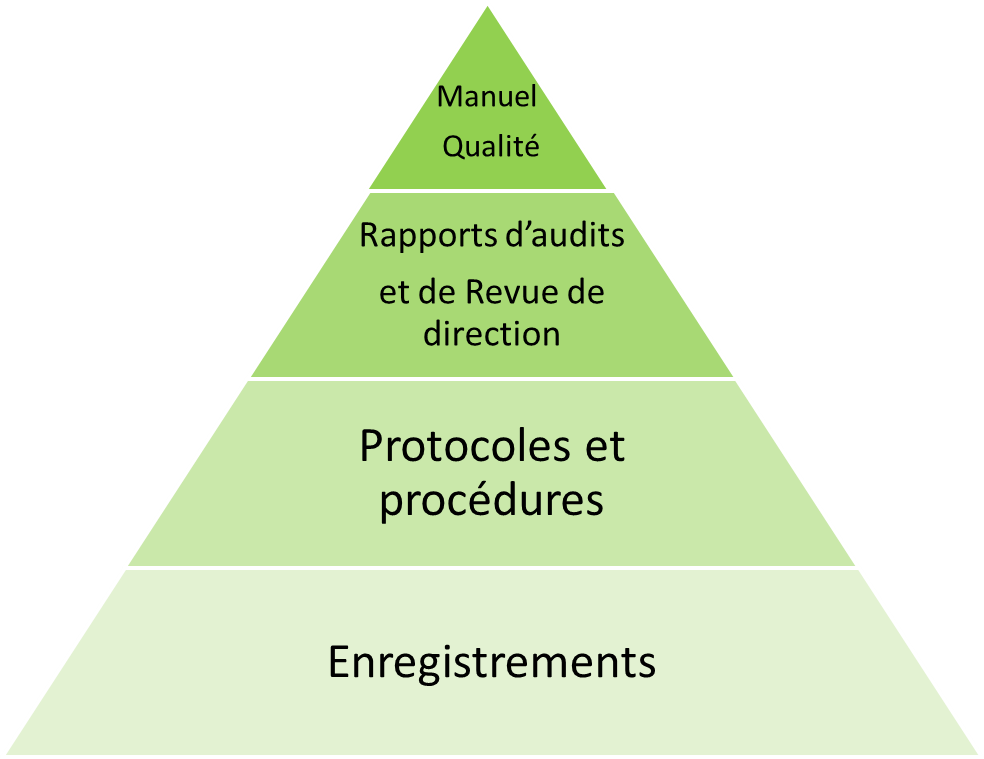 Manuel
Qualité
Rapports d’audits
et de Revue de
direction
Protocoles et
procédures
Enregistrements